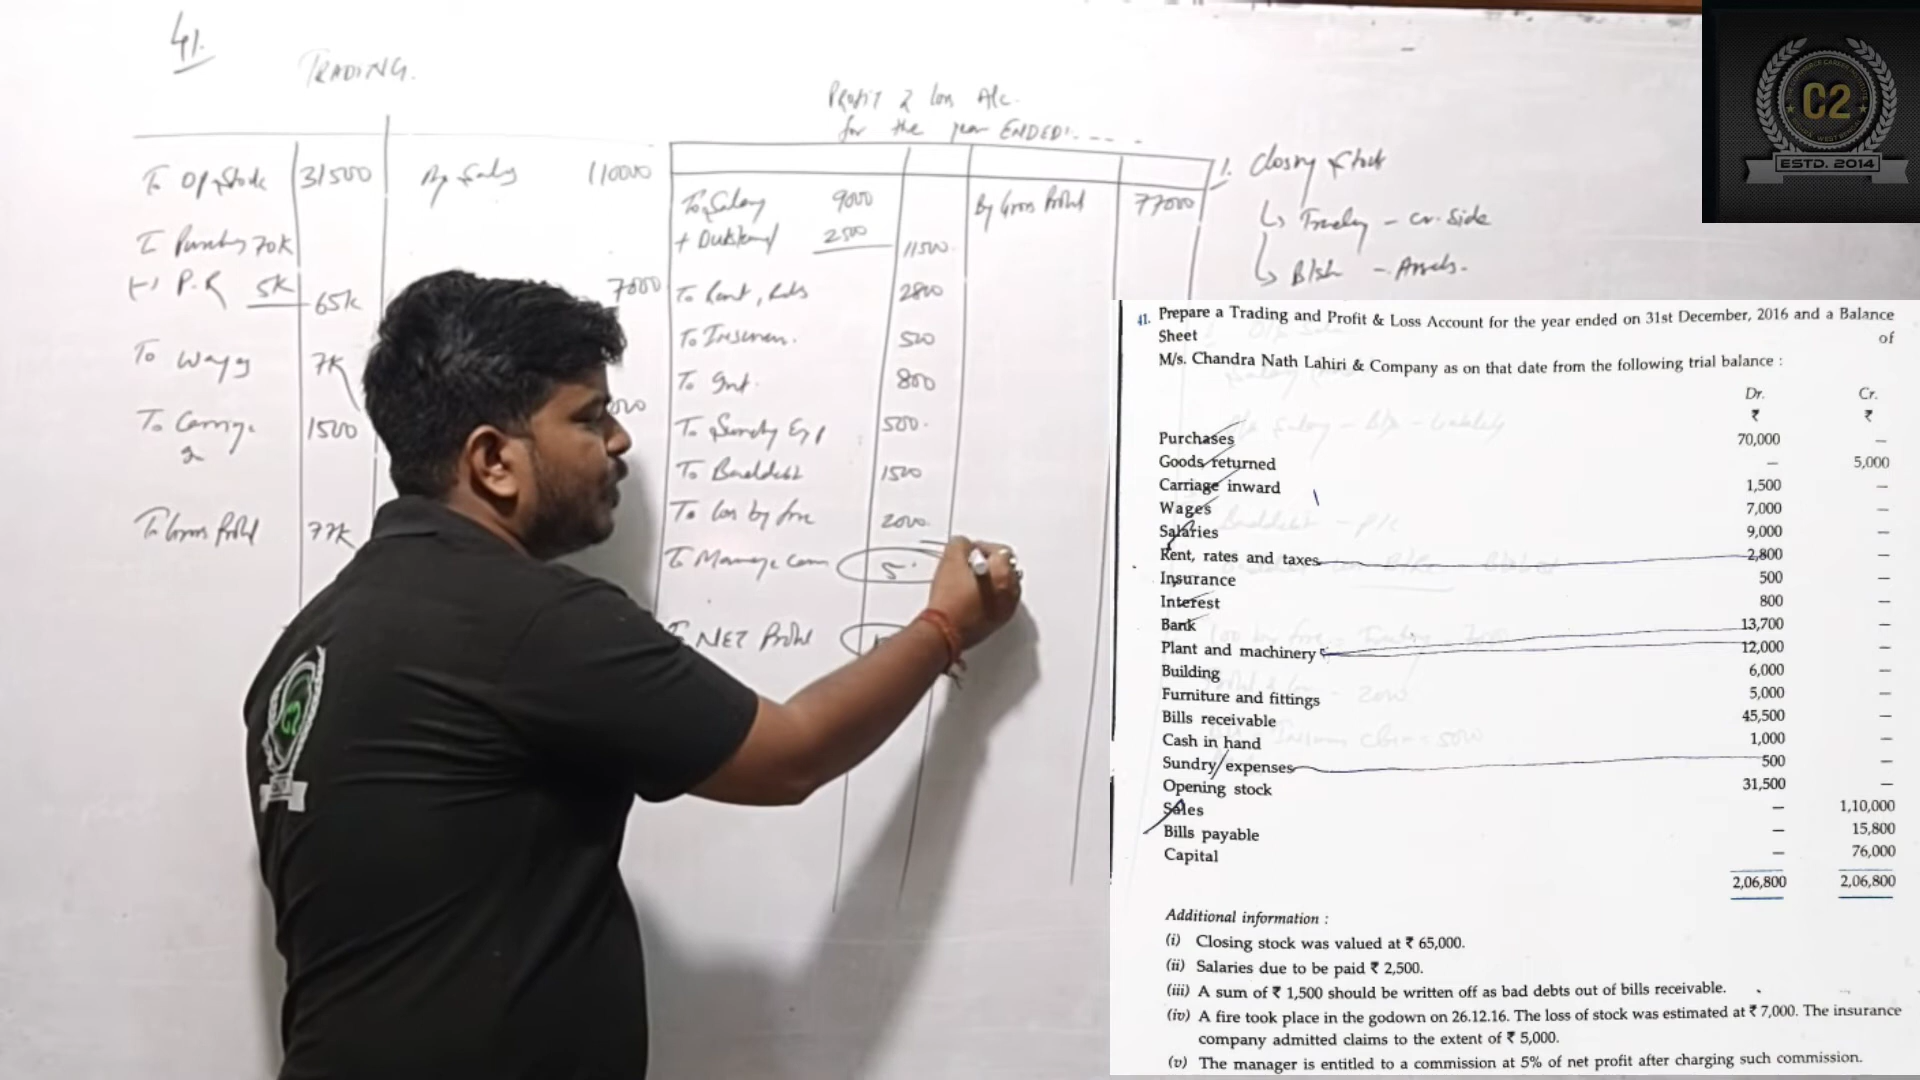 41.
TRADING.
Profit & Loss A/c.
for the year ENDED:- - - -
To Op. Stock 31500
By Sales 110000
To Salary 9000
By Gross Profit 77000
+ Outstand 2500 11500
1. Closing Stock
↳ Trading - Cr. Side
↳ B/sh - Assets.
70K
(-) P.R 5K 65K
7000
To Rent, 2800
To 500
To Int. 800
To Wages 7K
To Carriage 1500
To Sundry Exp 500
To Baddebt 1500
To Loss by fire 2000
To Gross Profit 77K
To Manag. Com 5
NET Profit
C2
ESTD. 2014
41. Prepare a Trading and Profit & Loss Account for the year ended on 31st December, 2016 and a Balance
Sheet of
M/s. Chandra Nath Lahiri & Company as on that date from the following trial balance :
Dr. Cr.
₹ ₹
Purchases 70,000 —
Goods returned — 5,000
Carriage inward 1,500 —
Wages 7,000 —
Salaries 9,000 —
Rent, rates and taxes 2,800 —
Insurance 500 —
Interest 800 —
Bank 13,700 —
Plant and machinery 12,000 —
Building 6,000 —
Furniture and fittings 5,000 —
Bills receivable 45,500 —
Cash in hand 1,000 —
Sundry expenses 500 —
Opening stock 31,500 —
Sales — 1,10,000
Bills payable — 15,800
Capital — 76,000
2,06,800 2,06,800
Additional information :
(i) Closing stock was valued at ₹ 65,000.
(ii) Salaries due to be paid ₹ 2,500.
(iii) A sum of ₹ 1,500 should be written off as bad debts out of bills receivable.
(iv) A fire took place in the godown on 26.12.16. The loss of stock was estimated at ₹ 7,000. The insurance
company admitted claims to the extent of ₹ 5,000.
(v) The manager is entitled to a commission at 5% of net profit after charging such commission.